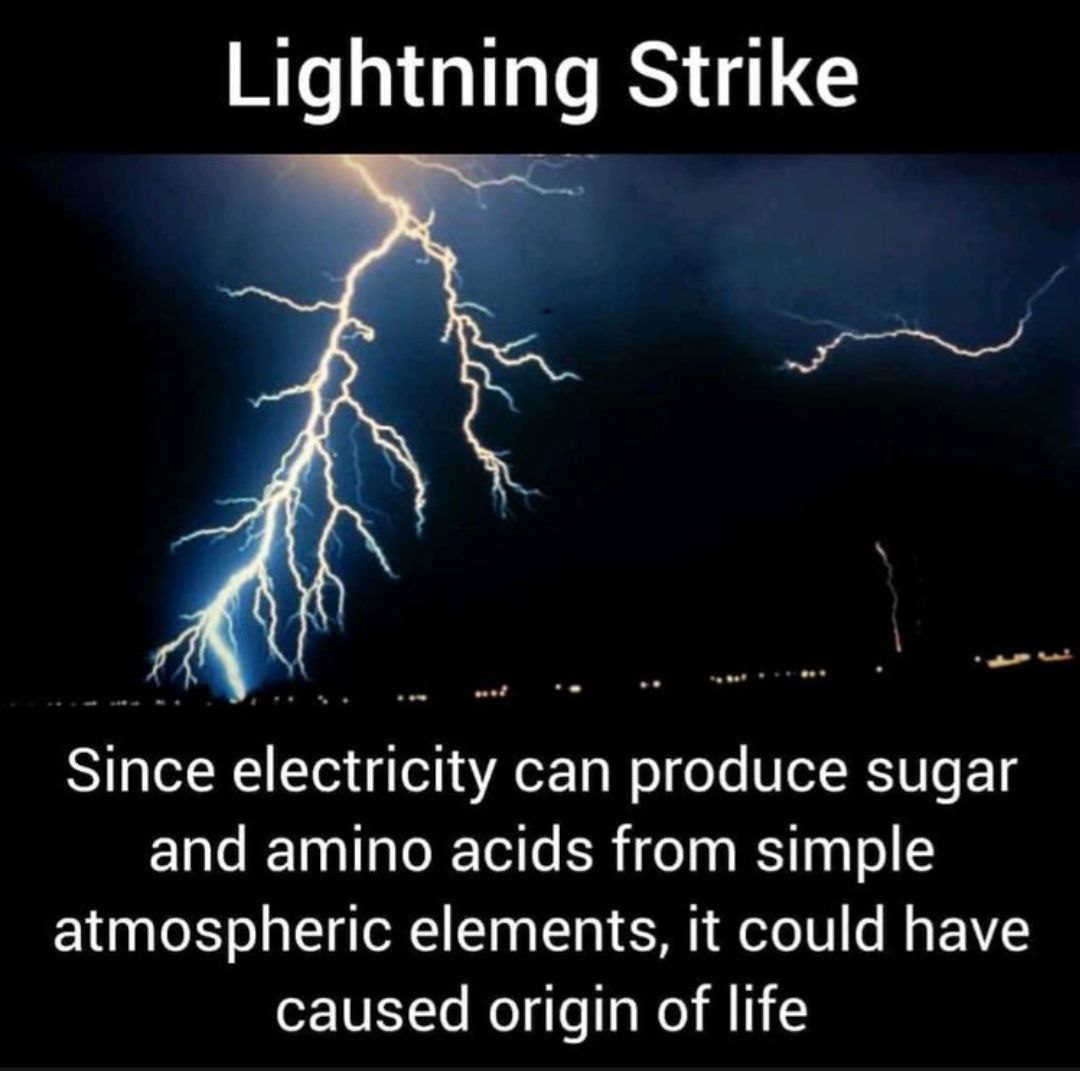 Lightning Strike
Since electricity can produce sugar
and amino acids from simple
atmospheric elements, it could have
caused origin of life